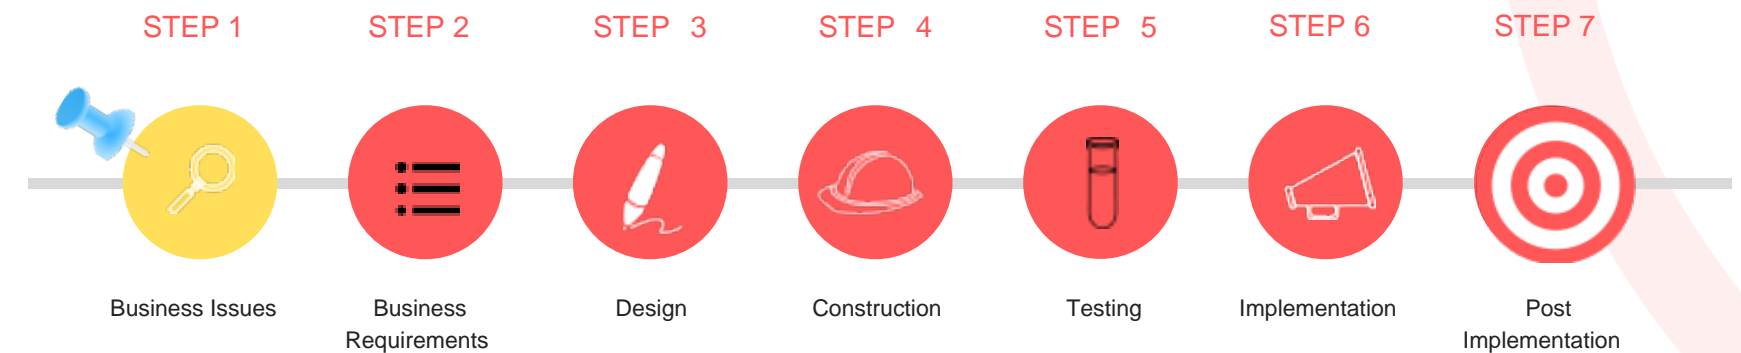 STEP 1
STEP 2
STEP 3
STEP 4
STEP 5
STEP 6
STEP 7
Business Issues
Business
Requirements
Design
Construction
Testing
Implementation
Post
Implementation